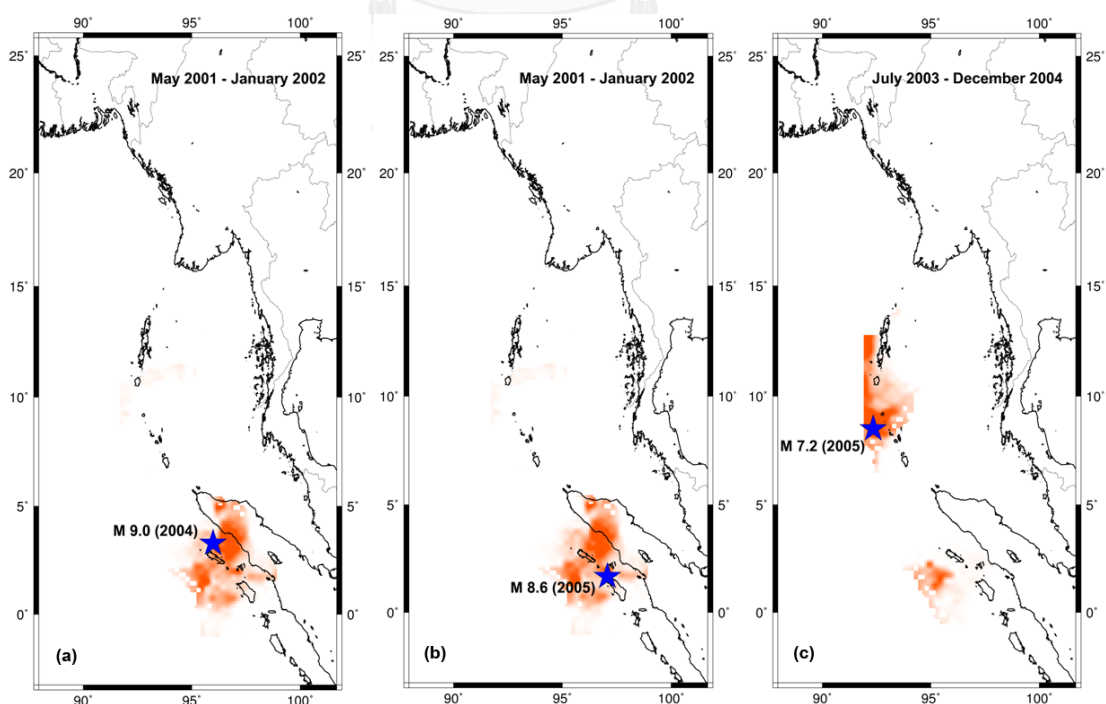 90° 95° 100° 90° 95° 100° 90° 95° 100°
25° 25° 25° 25° 25° 25°
May 2001 - January 2002 May 2001 - January 2002 July 2003 - December 2004
20° 20° 20° 20° 20° 20°
15° 15° 15° 15° 15° 15°
10° 10° 10° 10° 10° 10°
M 7.2 (2005)
5° 5° 5° 5° 5° 5°
M 9.0 (2004)
M 8.6 (2005)
0° 0° 0° 0° 0° 0°
(a) (b) (c)
90° 95° 100° 90° 95° 100° 90° 95° 100°